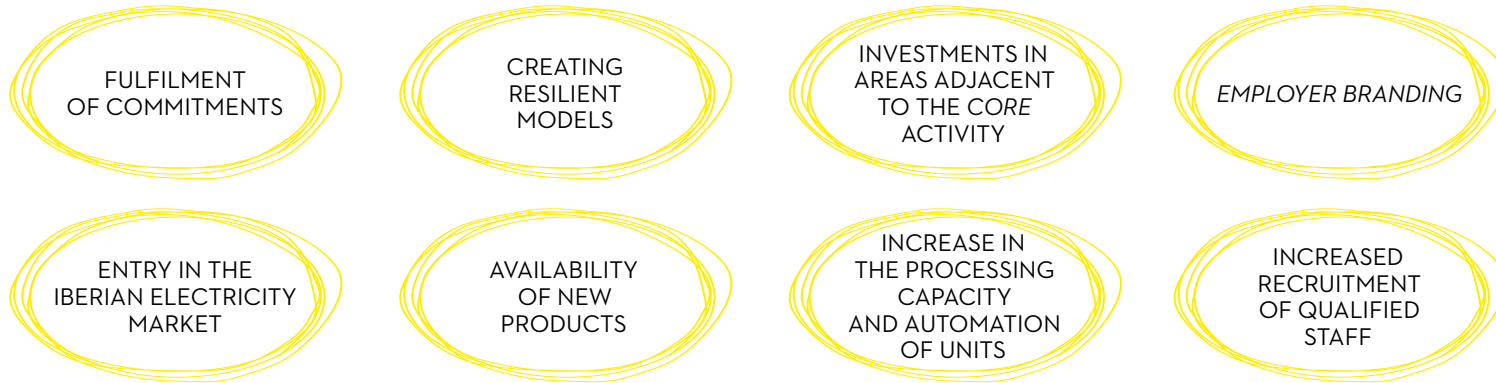 FULFILMENT
OF COMMITMENTS
CREATING
RESILIENT
MODELS
INVESTMENTS IN
AREAS ADJACENT
TO THE CORE
ACTIVITY
EMPLOYER BRANDING
ENTRY IN THE
IBERIAN ELECTRICITY
MARKET
AVAILABILITY
OF NEW
PRODUCTS
INCREASE IN
THE PROCESSING
CAPACITY
AND AUTOMATION
OF UNITS
INCREASED
RECRUITMENT
OF QUALIFIED
STAFF